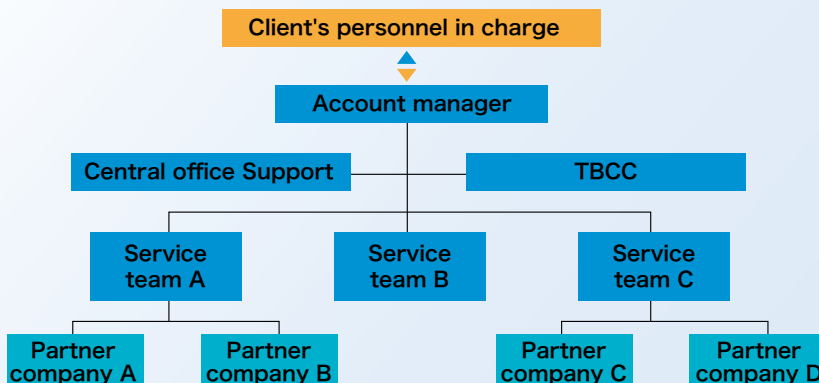 Client's personnel in charge
Account manager
Central office Support
TBCC
Service
team A
Service
team B
Service
team C
Partner
company A
Partner
company B
Partner
company C
Partner
company D